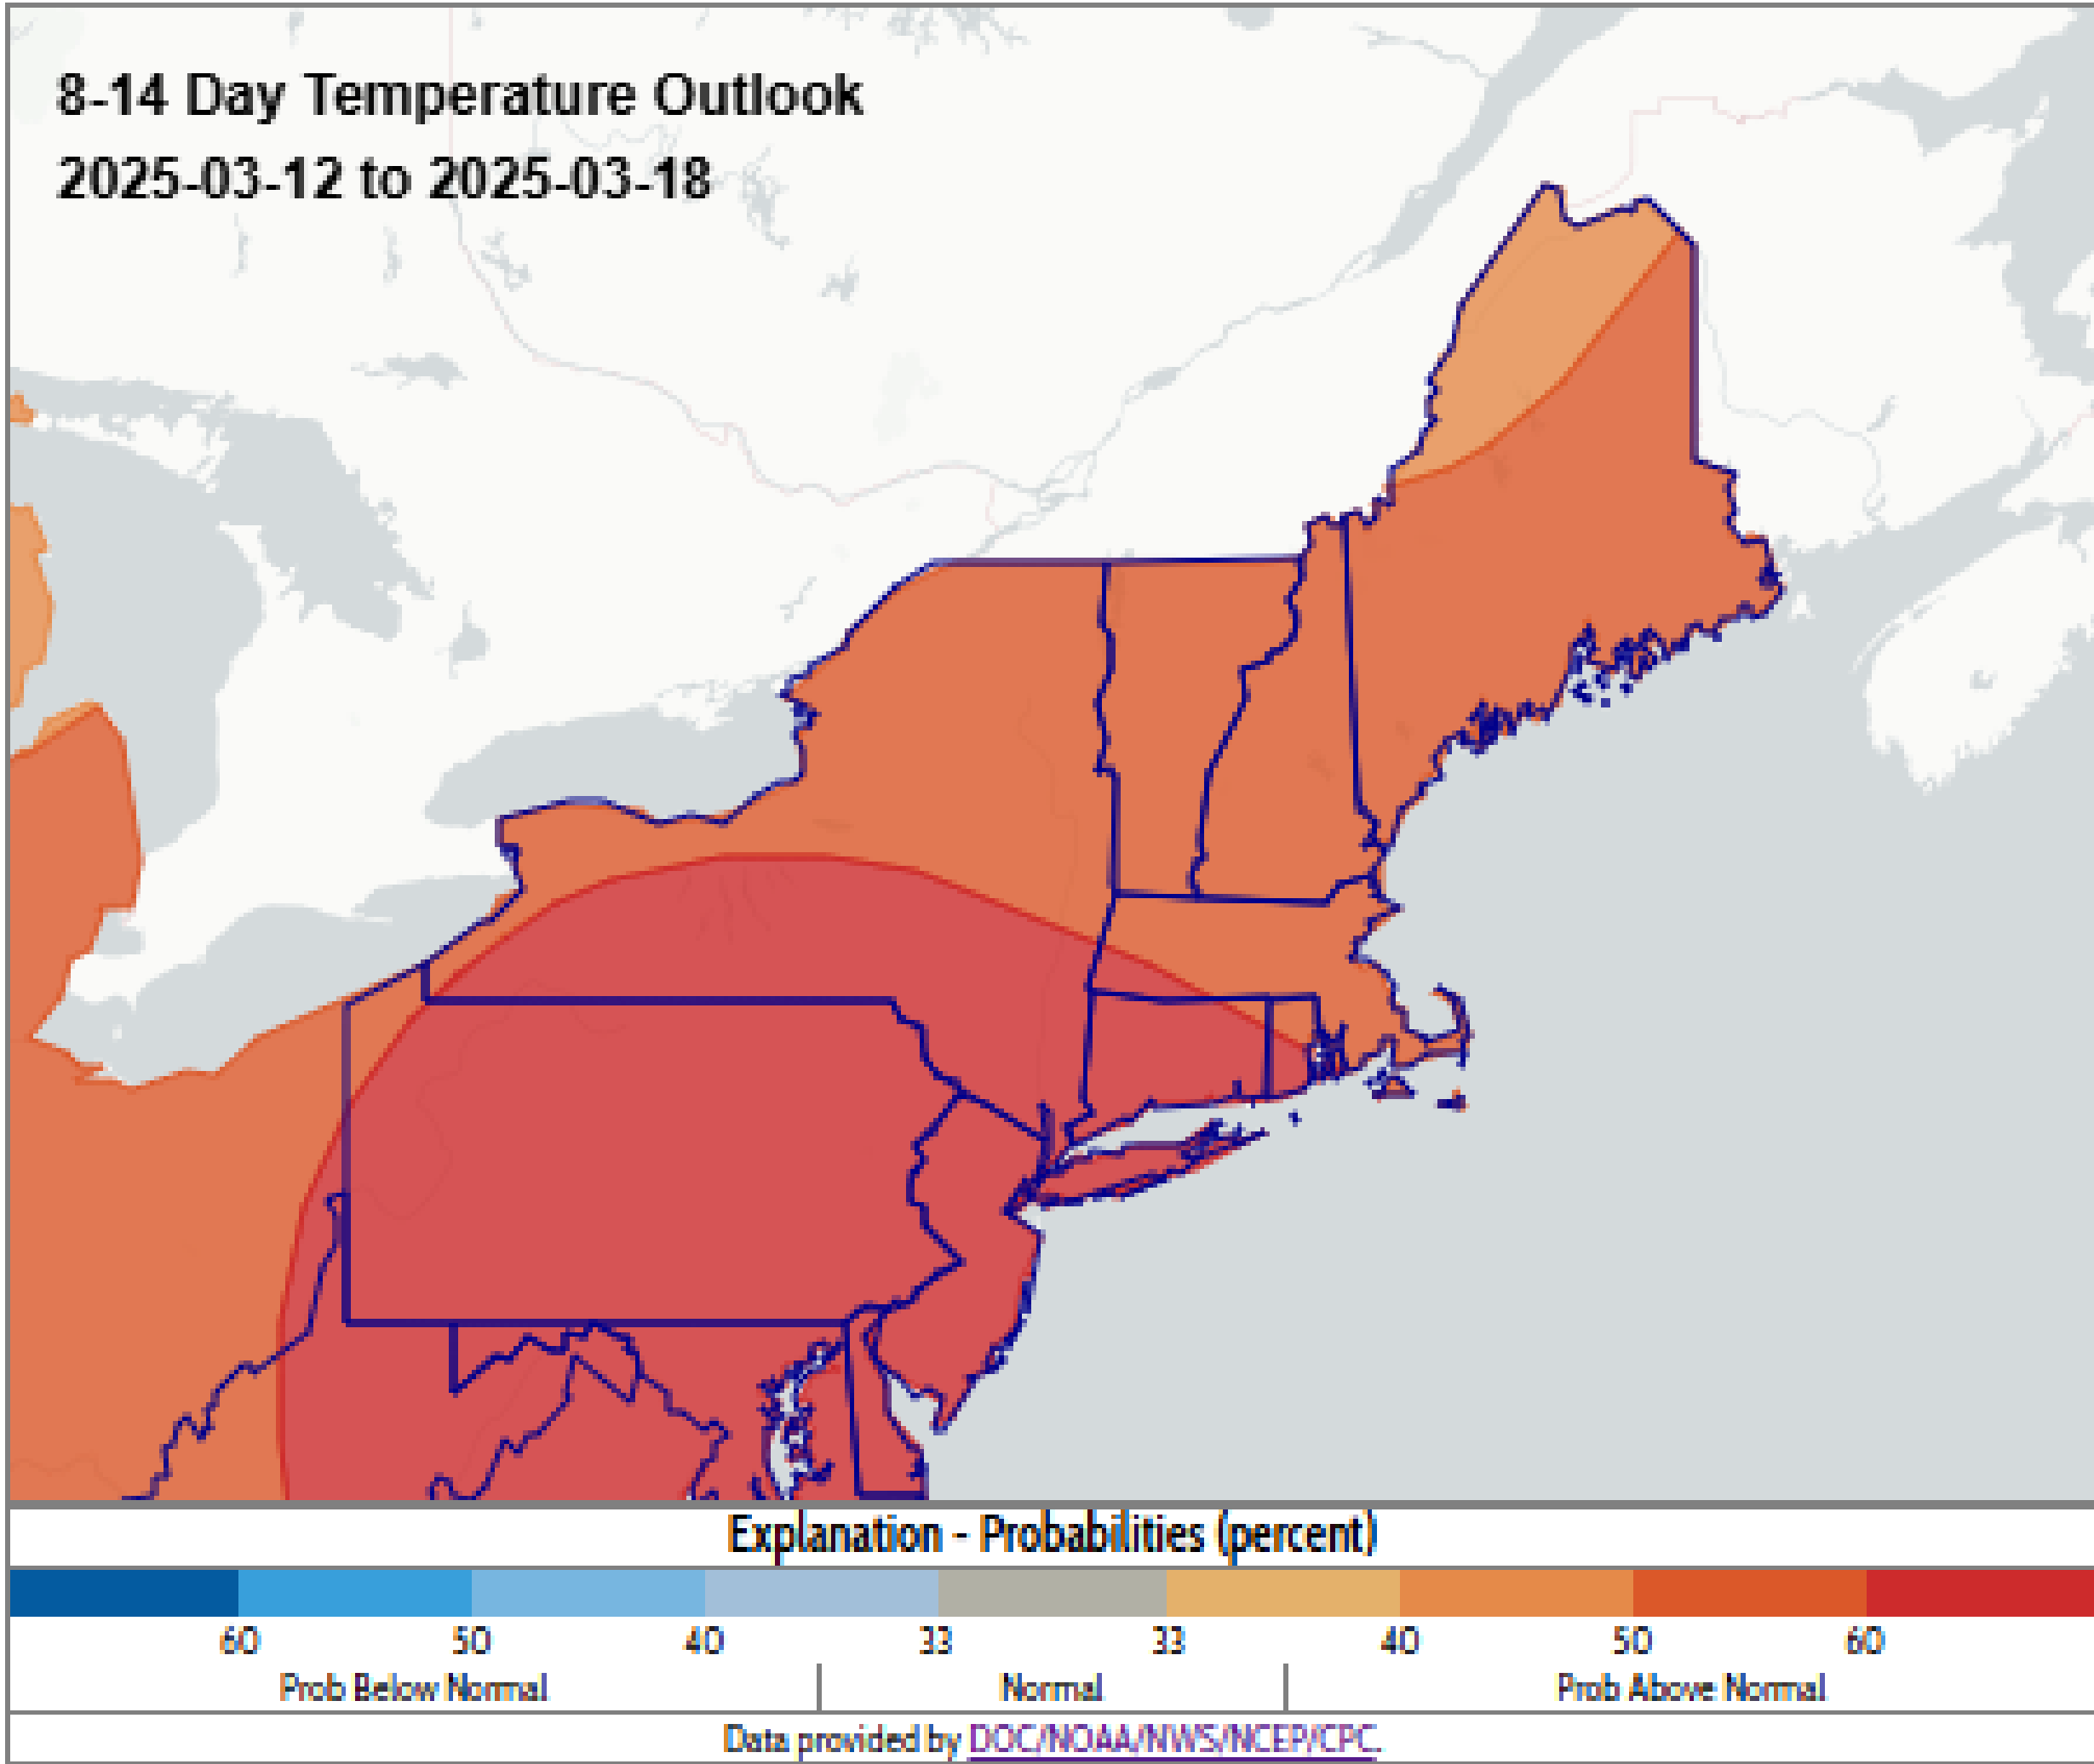 8-14 Day Temperature Outlook
2025-03-12 to 2025-03-18
Explanation - Probabilities (percent)
60 50 40 33 33 40 50 60
Prob Below Normal Normal Prob Above Normal
Data provided by DOC/NOAA/NWS/NCEP/CPC.